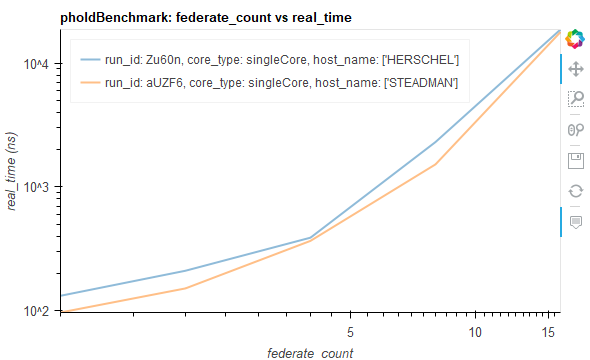 pholdBenchmark: federate_count vs real_time
run_id: Zu60n, core_type: singleCore, host_name: ['HERSCHEL']
run_id: aUZF6, core_type: singleCore, host_name: ['STEADMAN']
10^4
10^3
10^2
real_time (ns)
5 10 15
federate_count